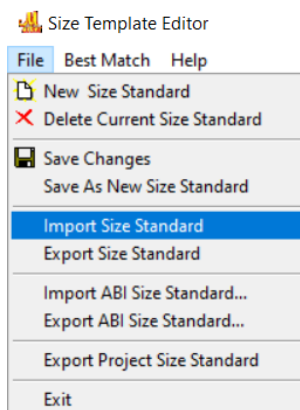 Size Template Editor
File Best Match Help
New Size Standard
Delete Current Size Standard
Save Changes
Save As New Size Standard
Import Size Standard
Export Size Standard
Import ABI Size Standard...
Export ABI Size Standard...
Export Project Size Standard
Exit